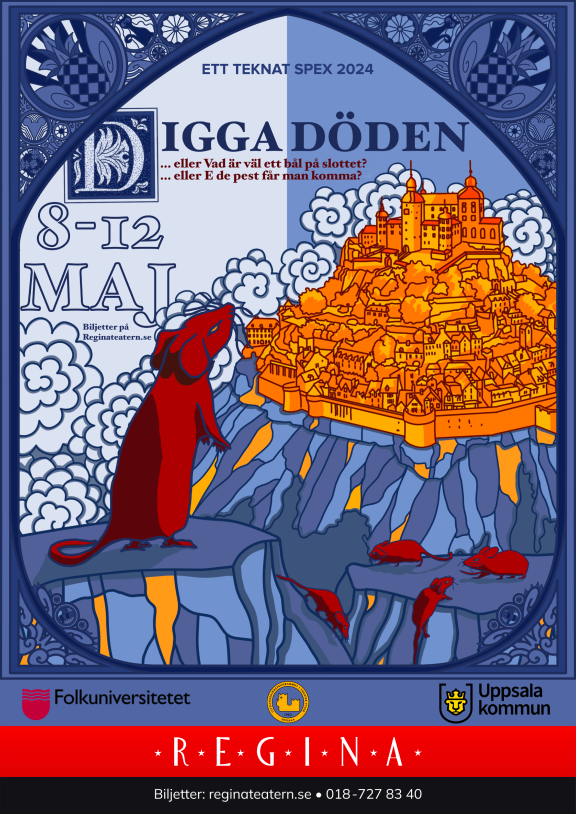 ETT TEKNAT SPEX 2024
DIGGA DÖDEN
... eller Vad är väl ett bål på slottet?
... eller E de pest får man komma?
8-12
MAJ
Biljetter på
Reginateatern.se
Folkuniversitetet
Uppsala
kommun
R·E·G·I·N·A
Biljetter: reginateatern.se • 018-727 83 40